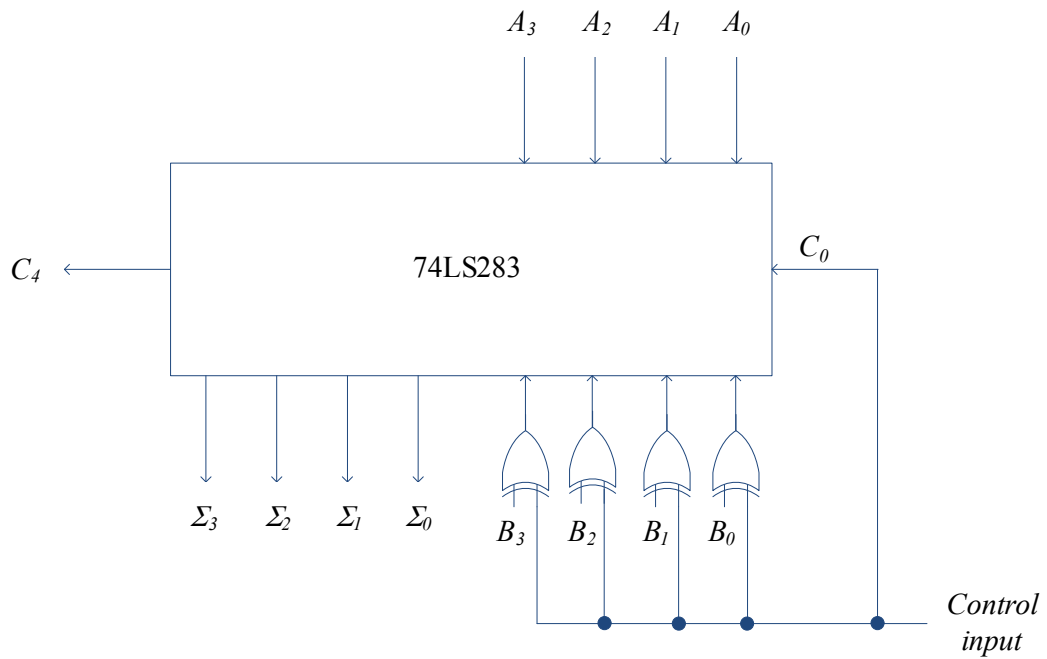 A3 A2 A1 A0
C0
C4
74LS283
Σ3 Σ2 Σ1 Σ0
B3 B2 B1 B0
Control
input